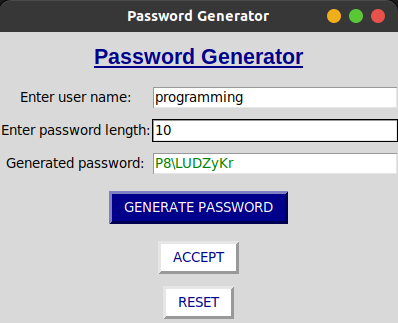 Password Generator
Password Generator
Enter user name: programming
Enter password length: 10
Generated password: P8\LUDZyKr
GENERATE PASSWORD
ACCEPT
RESET